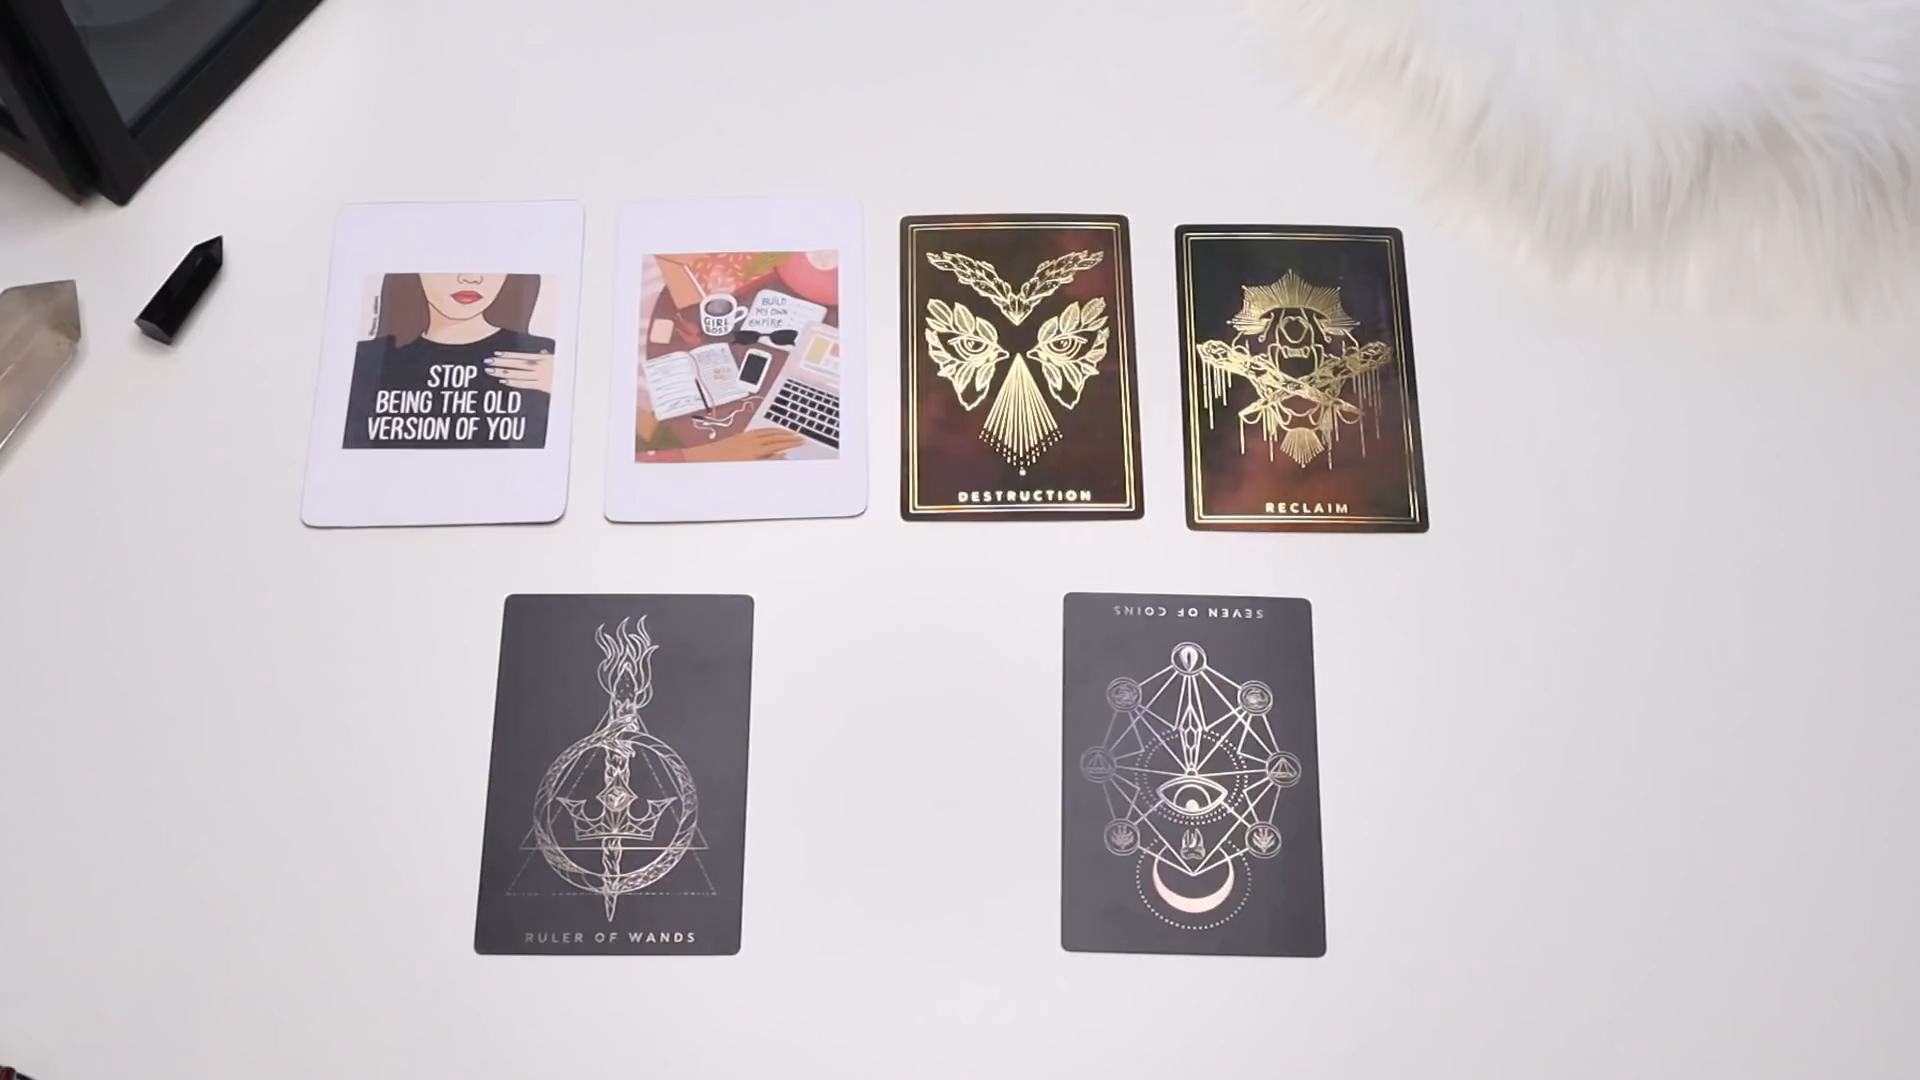 STOP
BEING THE OLD
VERSION OF YOU
GIRL
BOSS
BUILD
MY OWN
EMPIRE
DESTRUCTION
RECLAIM
RULER OF WANDS
SEVEN OF COINS